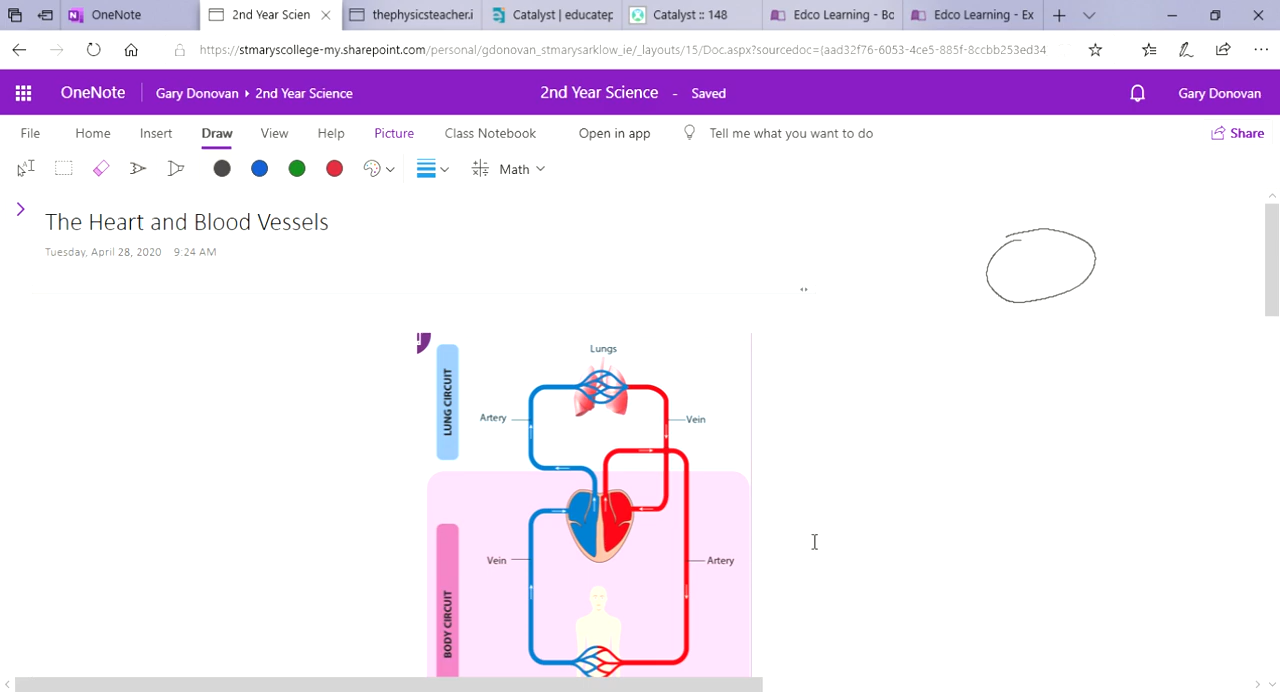 OneNote
2nd Year Scien
thephysicsteacher.i
Catalyst | educatep
Catalyst :: 148
Edco Learning - Bo
Edco Learning - Ex
https://stmaryscollege-my.sharepoint.com/personal/gdonovan_stmarysarklow_ie/_layouts/15/Doc.aspx?sourcedoc={aad32f76-6053-4ce5-885f-8ccbb253ed34
OneNote
Gary Donovan › 2nd Year Science
2nd Year Science - Saved
Gary Donovan
File Home Insert Draw View Help Picture Class Notebook Open in app Tell me what you want to do Share
Math
The Heart and Blood Vessels
Tuesday, April 28, 2020 9:24 AM
Lungs
LUNG CIRCUIT
Artery
Vein
Vein
Artery
BODY CIRCUIT